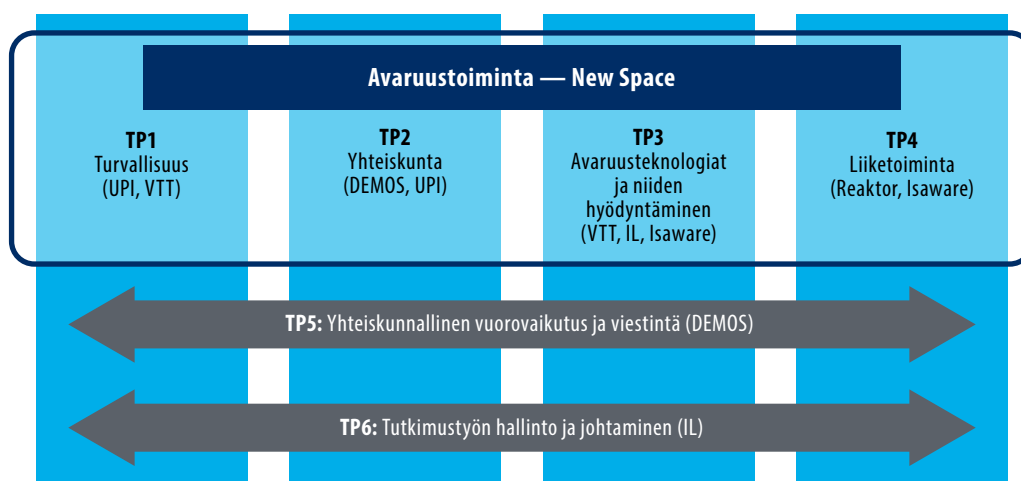 Avaruustoiminta — New Space
TP1
Turvallisuus
(UPI, VTT)
TP2
Yhteiskunta
(DEMOS, UPI)
TP3
Avaruusteknologiat
ja niiden
hyödyntäminen
(VTT, IL, Isaware)
TP4
Liiketoiminta
(Reaktor, Isaware)
TP5: Yhteiskunnallinen vuorovaikutus ja viestintä (DEMOS)
TP6: Tutkimustyön hallinto ja johtaminen (IL)